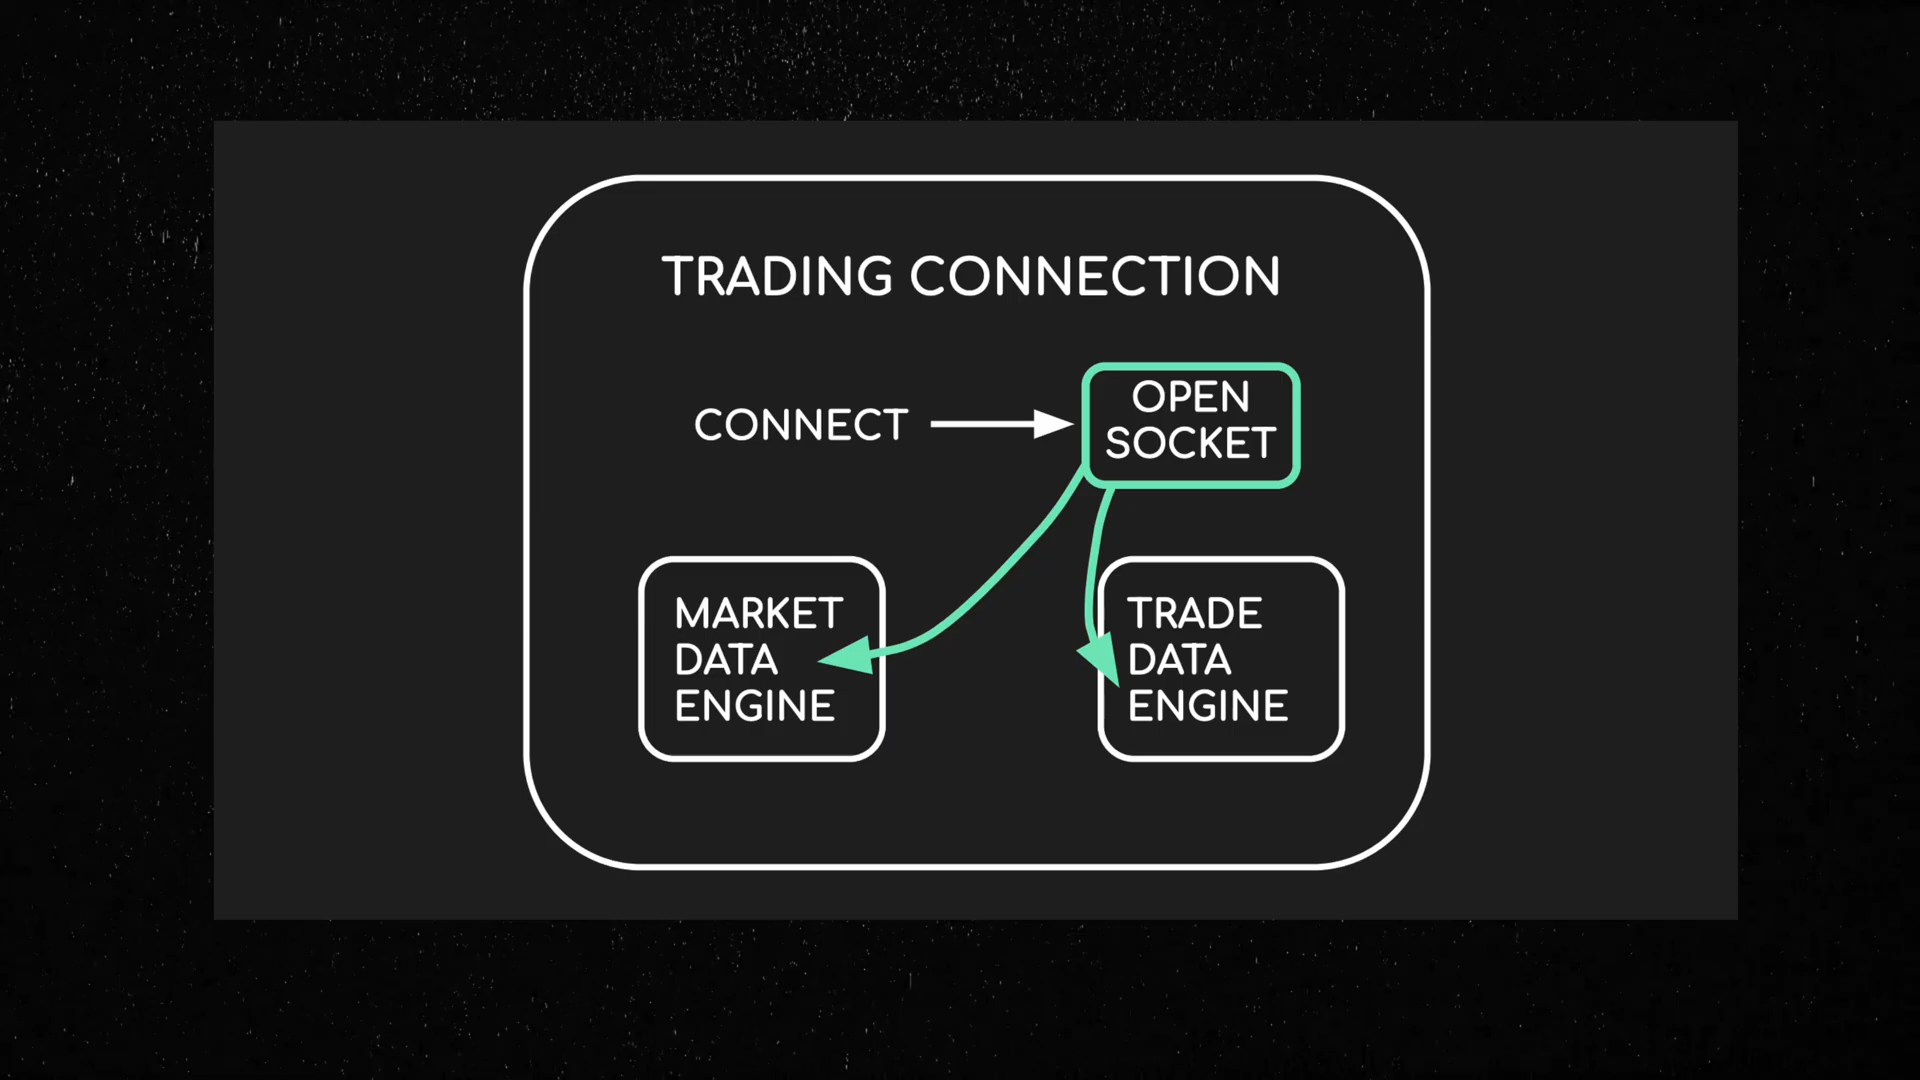 TRADING CONNECTION
CONNECT
OPEN
SOCKET
MARKET
DATA
ENGINE
TRADE
DATA
ENGINE